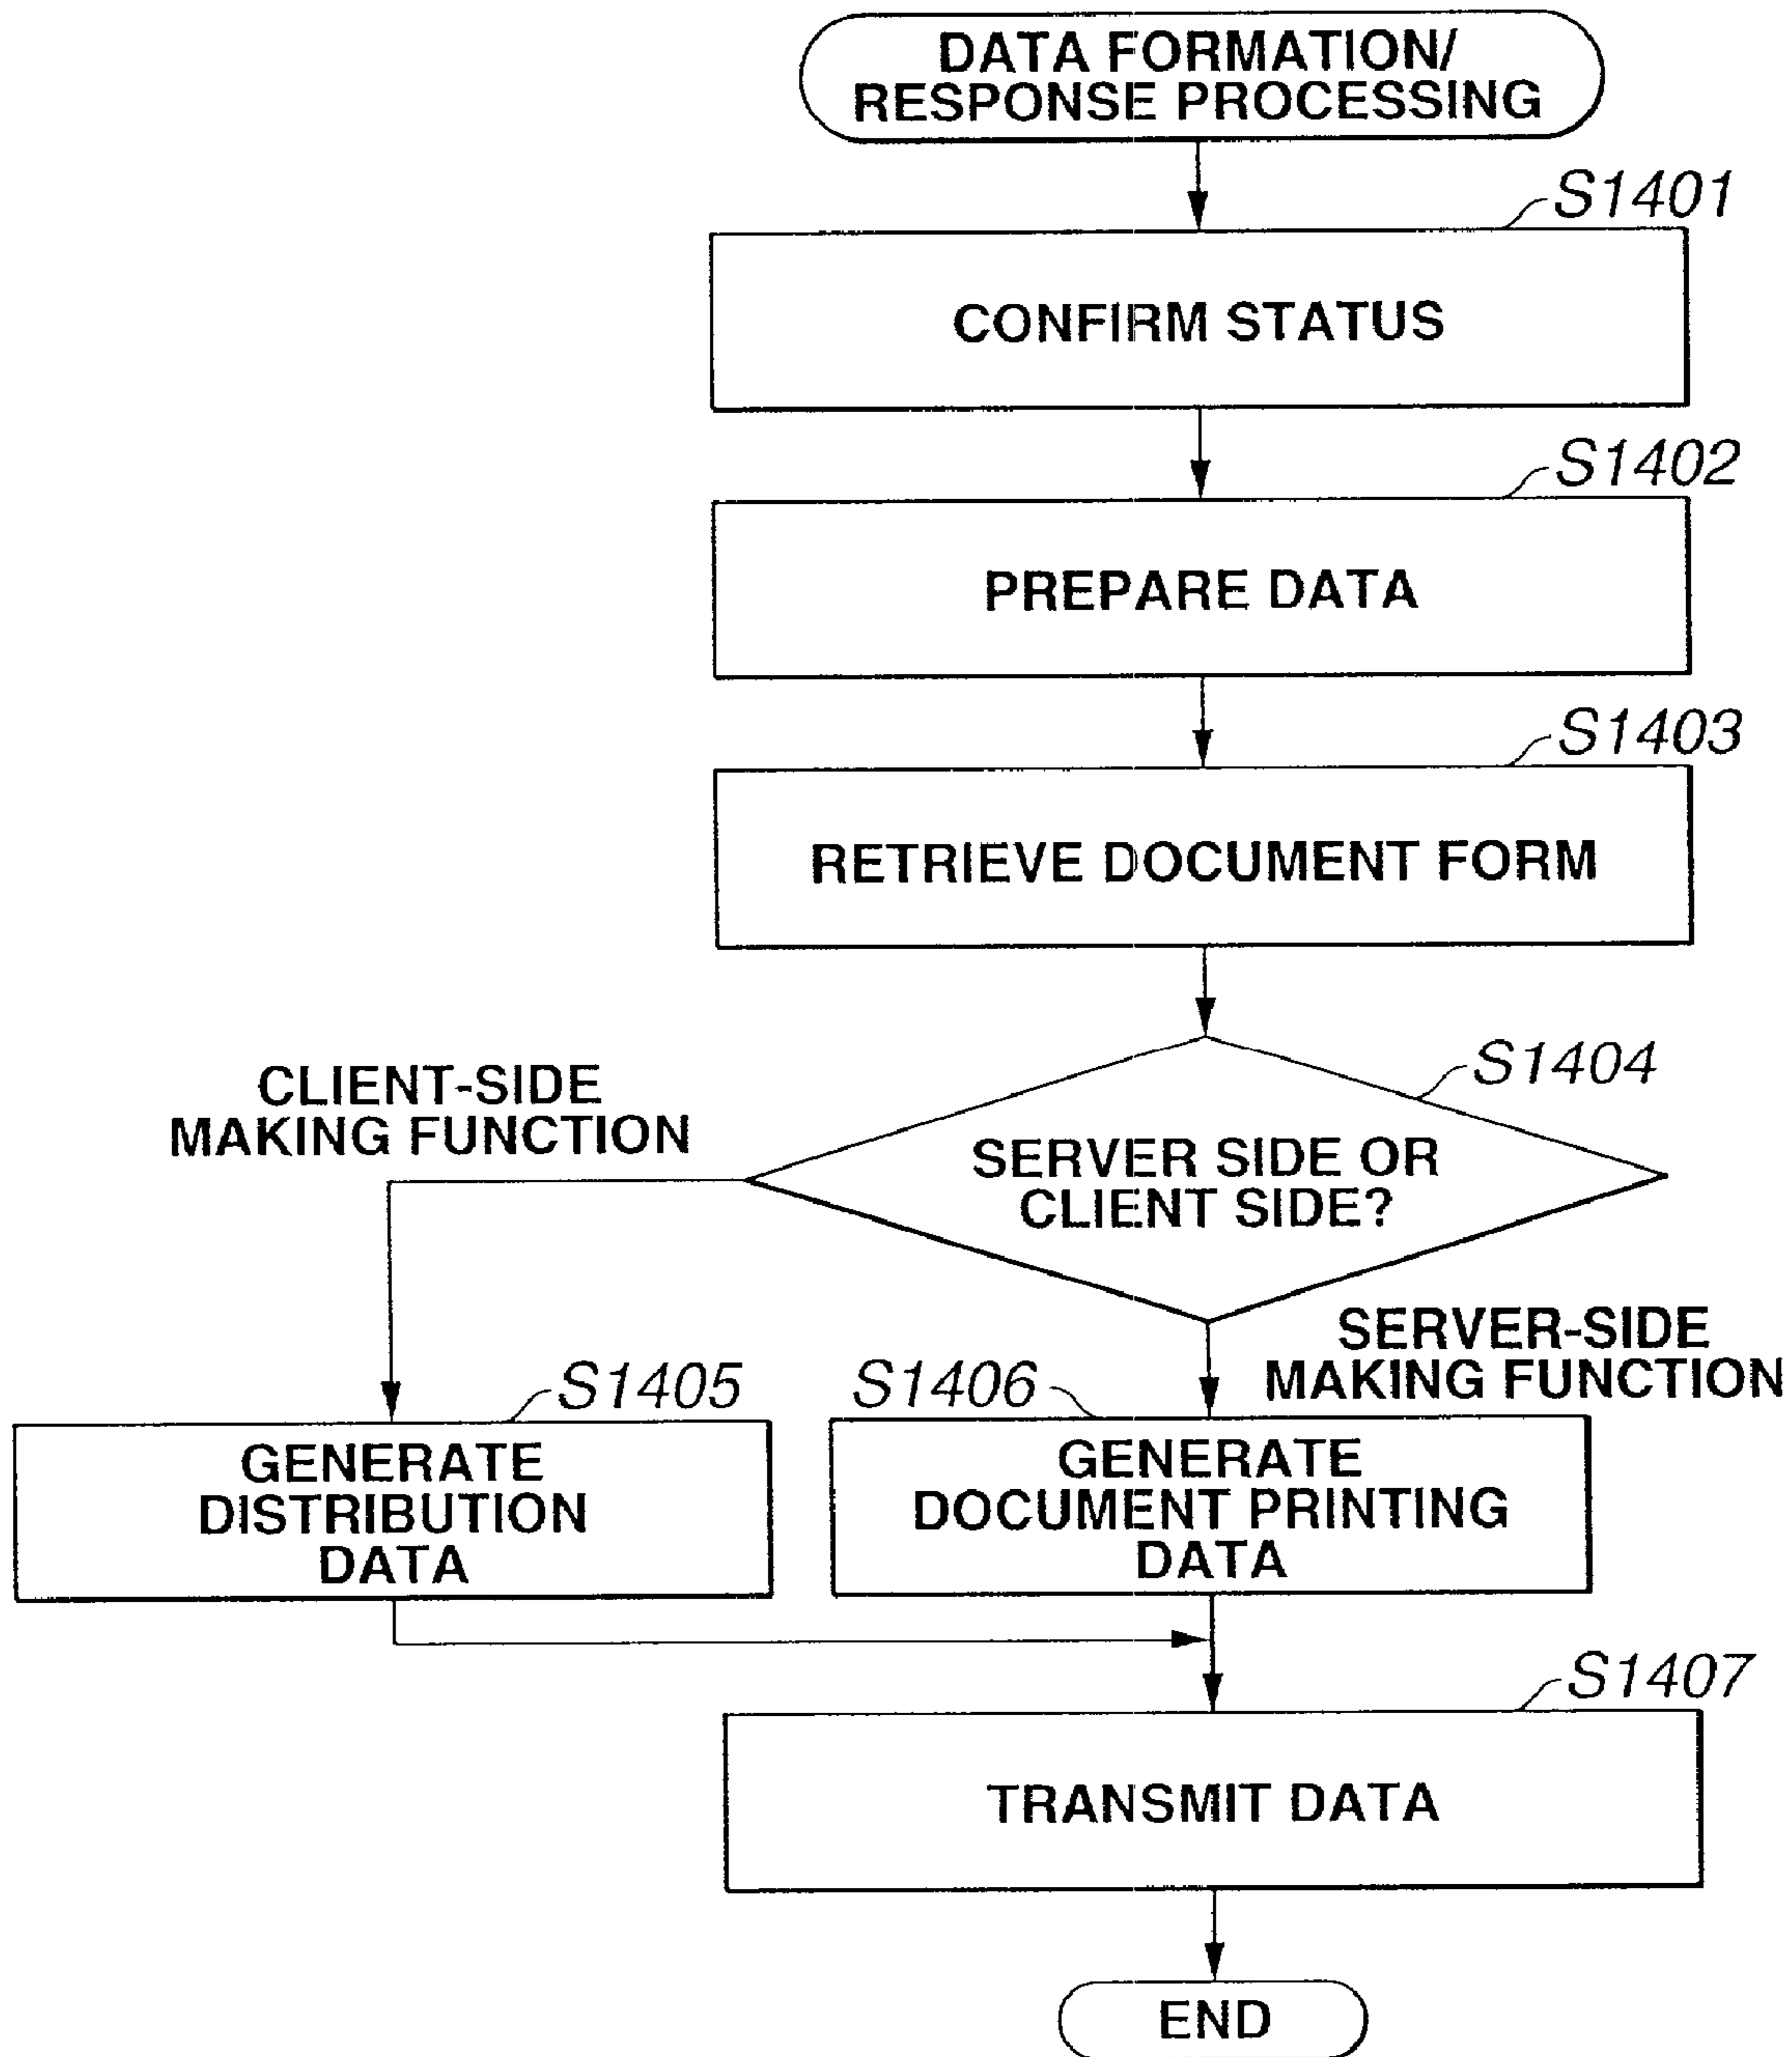 DATA FORMATION/
RESPONSE PROCESSING
S1401
CONFIRM STATUS
S1402
PREPARE DATA
S1403
RETRIEVE DOCUMENT FORM
S1404
SERVER SIDE OR
CLIENT SIDE?
CLIENT-SIDE
MAKING FUNCTION
SERVER-SIDE
MAKING FUNCTION
S1405
GENERATE
DISTRIBUTION
DATA
S1406
GENERATE
DOCUMENT PRINTING
DATA
S1407
TRANSMIT DATA
END